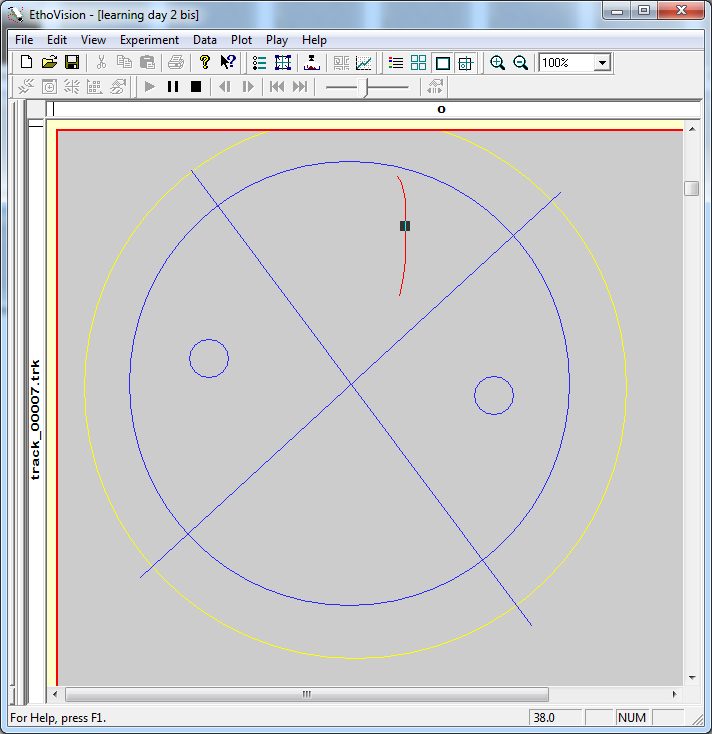 EthoVision - [learning day 2 bis]
File Edit View Experiment Data Plot Play Help
100%
o
track_00007.trk
For Help, press F1.
38.0
NUM